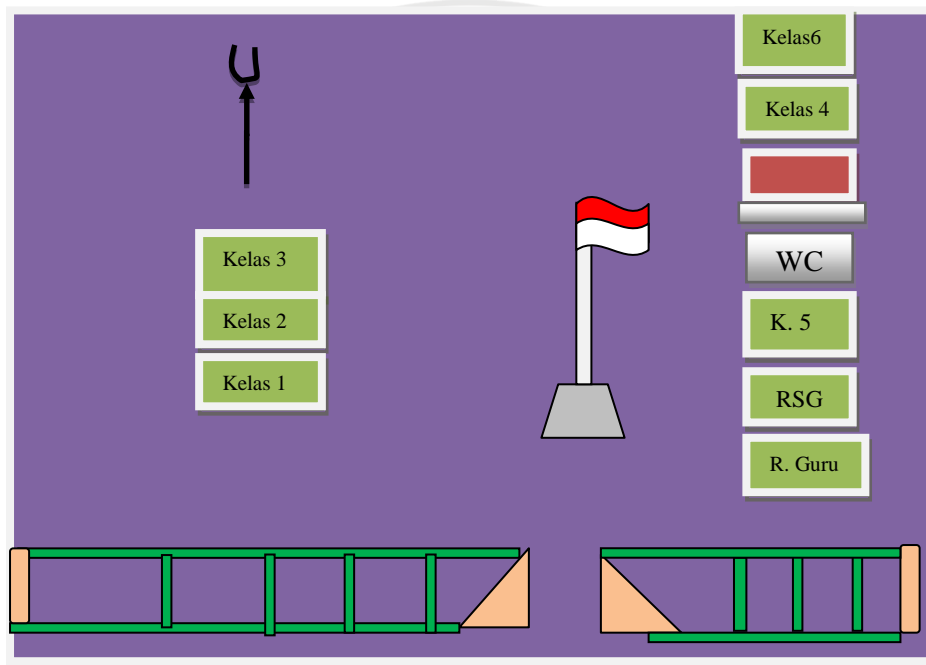 Kelas6
Kelas 4
WC
Kelas 3
K. 5
Kelas 2
Kelas 1
RSG
R. Guru